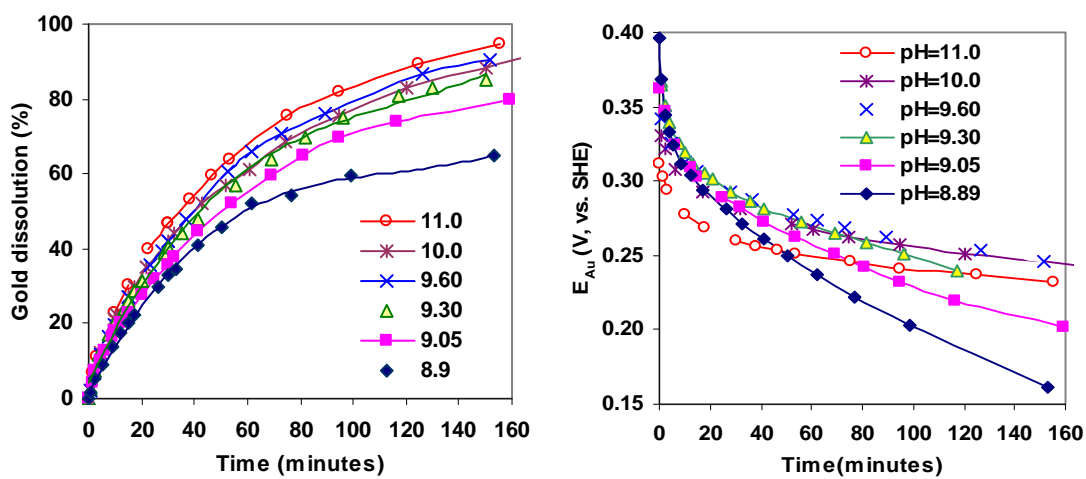 Gold dissolution (%)
100
80
60
40
20
0
0 20 40 60 80 100 120 140 160
Time (minutes)
11.0
10.0
9.60
9.30
9.05
8.9
E_Au (V, vs. SHE)
0.40
0.35
0.30
0.25
0.20
0.15
0 20 40 60 80 100 120 140 160
Time(minutes)
pH=11.0
pH=10.0
pH=9.60
pH=9.30
pH=9.05
pH=8.89